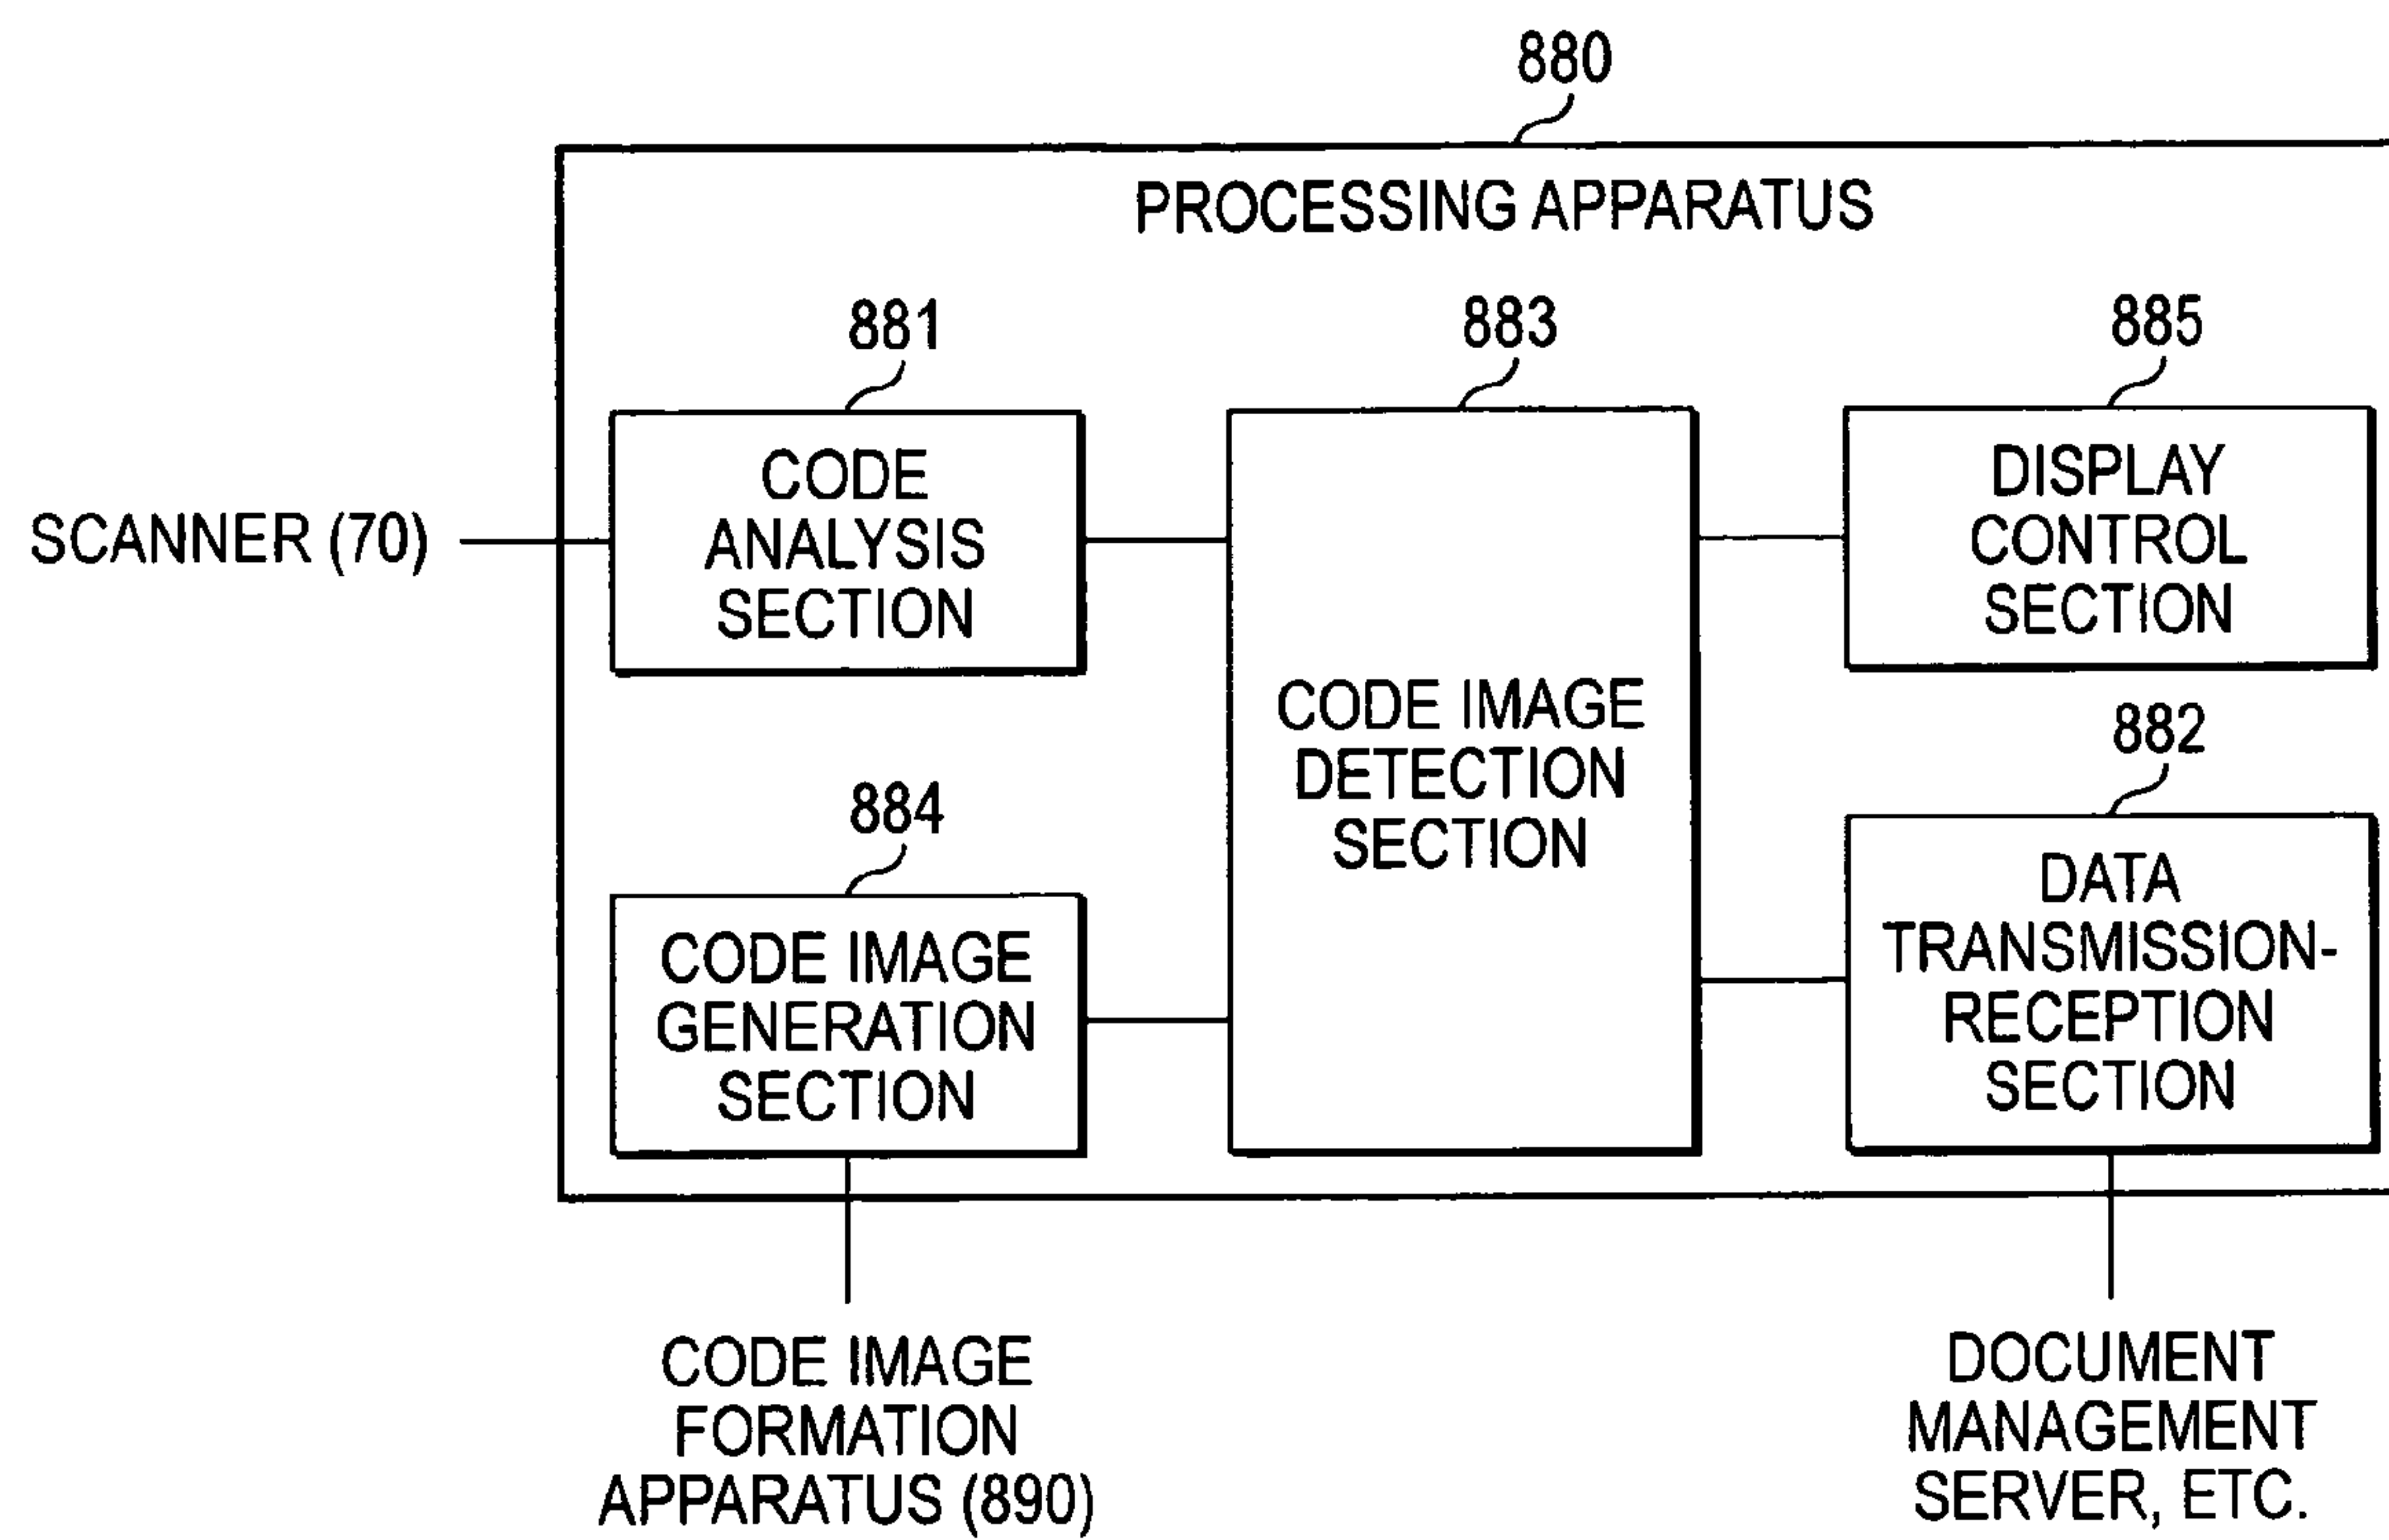 880
PROCESSING APPARATUS
881
883
885
CODE
ANALYSIS
SECTION
DISPLAY
CONTROL
SECTION
SCANNER (70)
CODE IMAGE
DETECTION
SECTION
882
884
DATA
TRANSMISSION-
RECEPTION
SECTION
CODE IMAGE
GENERATION
SECTION
CODE IMAGE
FORMATION
APPARATUS (890)
DOCUMENT
MANAGEMENT
SERVER, ETC.